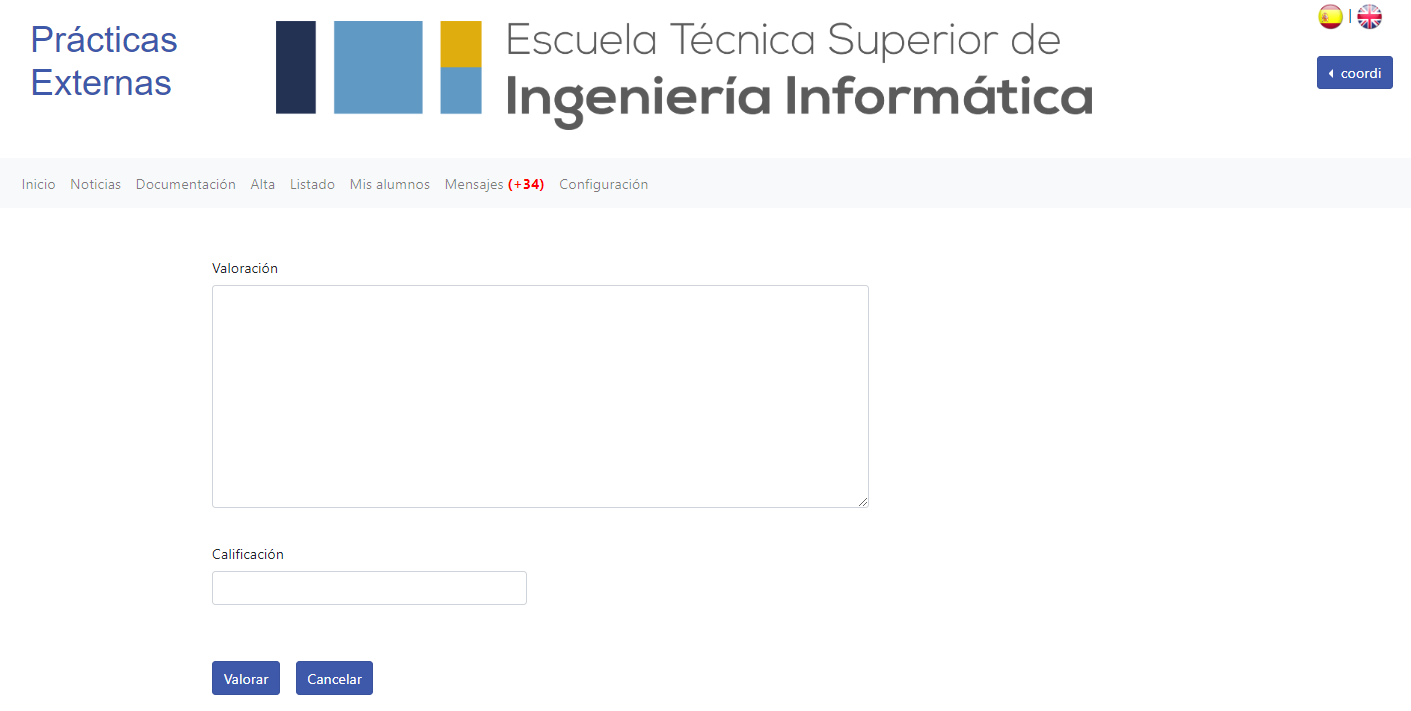 Prácticas
Externas
Escuela Técnica Superior de
Ingeniería Informática
|
coordi
Inicio Noticias Documentación Alta Listado Mis alumnos Mensajes (+34) Configuración
Valoración
Calificación
Valorar Cancelar